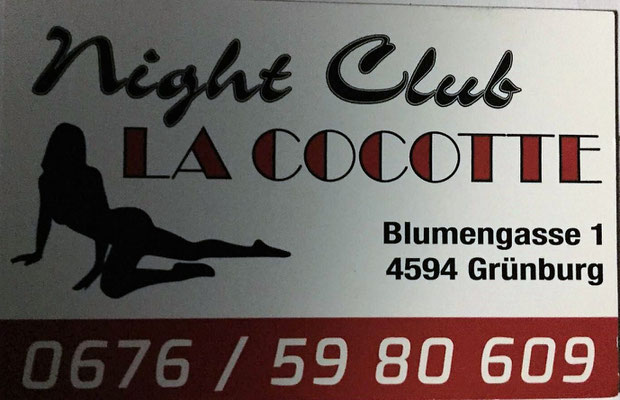 Night Club
LA COCOTTE
Blumengasse 1
4594 Grünburg
0676 / 59 80 609